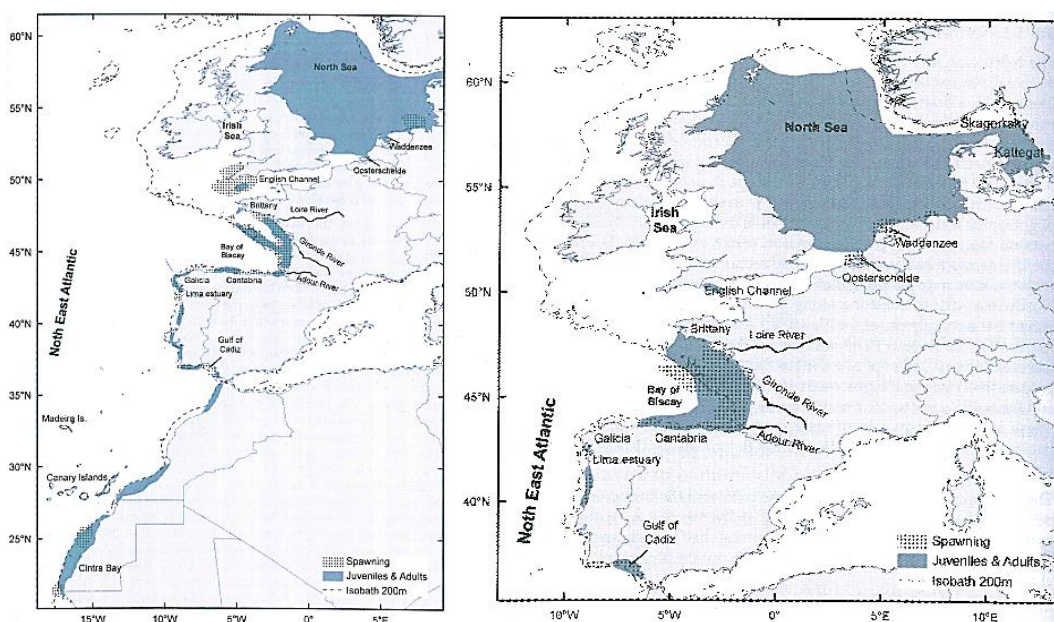 60°N
North Sea
55°N
Irish
Sea
Waddenzee
Oosterschelde
50°N
English Channel
Brittany
Loire River
45°N
Bay of
Biscay
Gironde River
Adour River
Galicia
Cantabria
Lima estuary
40°N
Noth East Atlantic
Gulf of
Cadiz
35°N
Madeira Is.
30°N
Canary Islands
25°N
Cintra Bay
Spawning
Juveniles & Adults
Isobath 200m
15°W
10°W
5°W
0°
5°E
60°N
Skagerraky
North Sea
Kattegat
55°N
Irish
Sea
Waddenzee
Oosterschelde
50°N
English Channel
Brittany
Loire River
45°N
Bay of
Biscay
Gironde River
Adour River
Galicia
Cantabria
Lima estuary
40°N
Noth East Atlantic
Gulf of
Cadiz
Spawning
Juveniles & Adults
Isobath 200m
10°W
5°W
0°
5°E
10°E